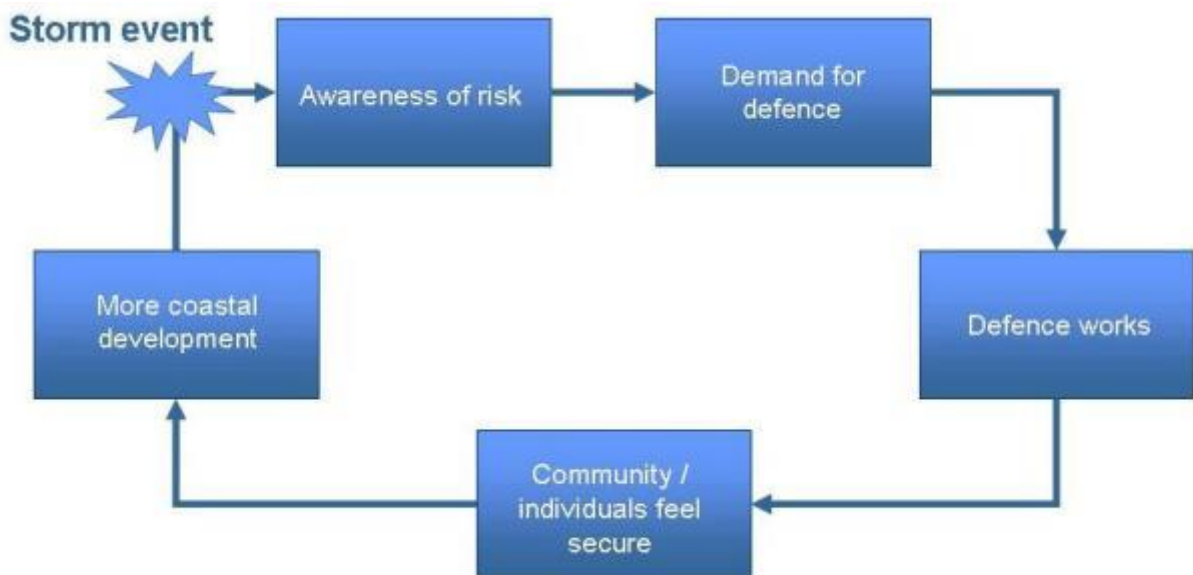 Storm event
Awareness of risk
Demand for
defence
Defence works
Community /
individuals feel
secure
More coastal
development